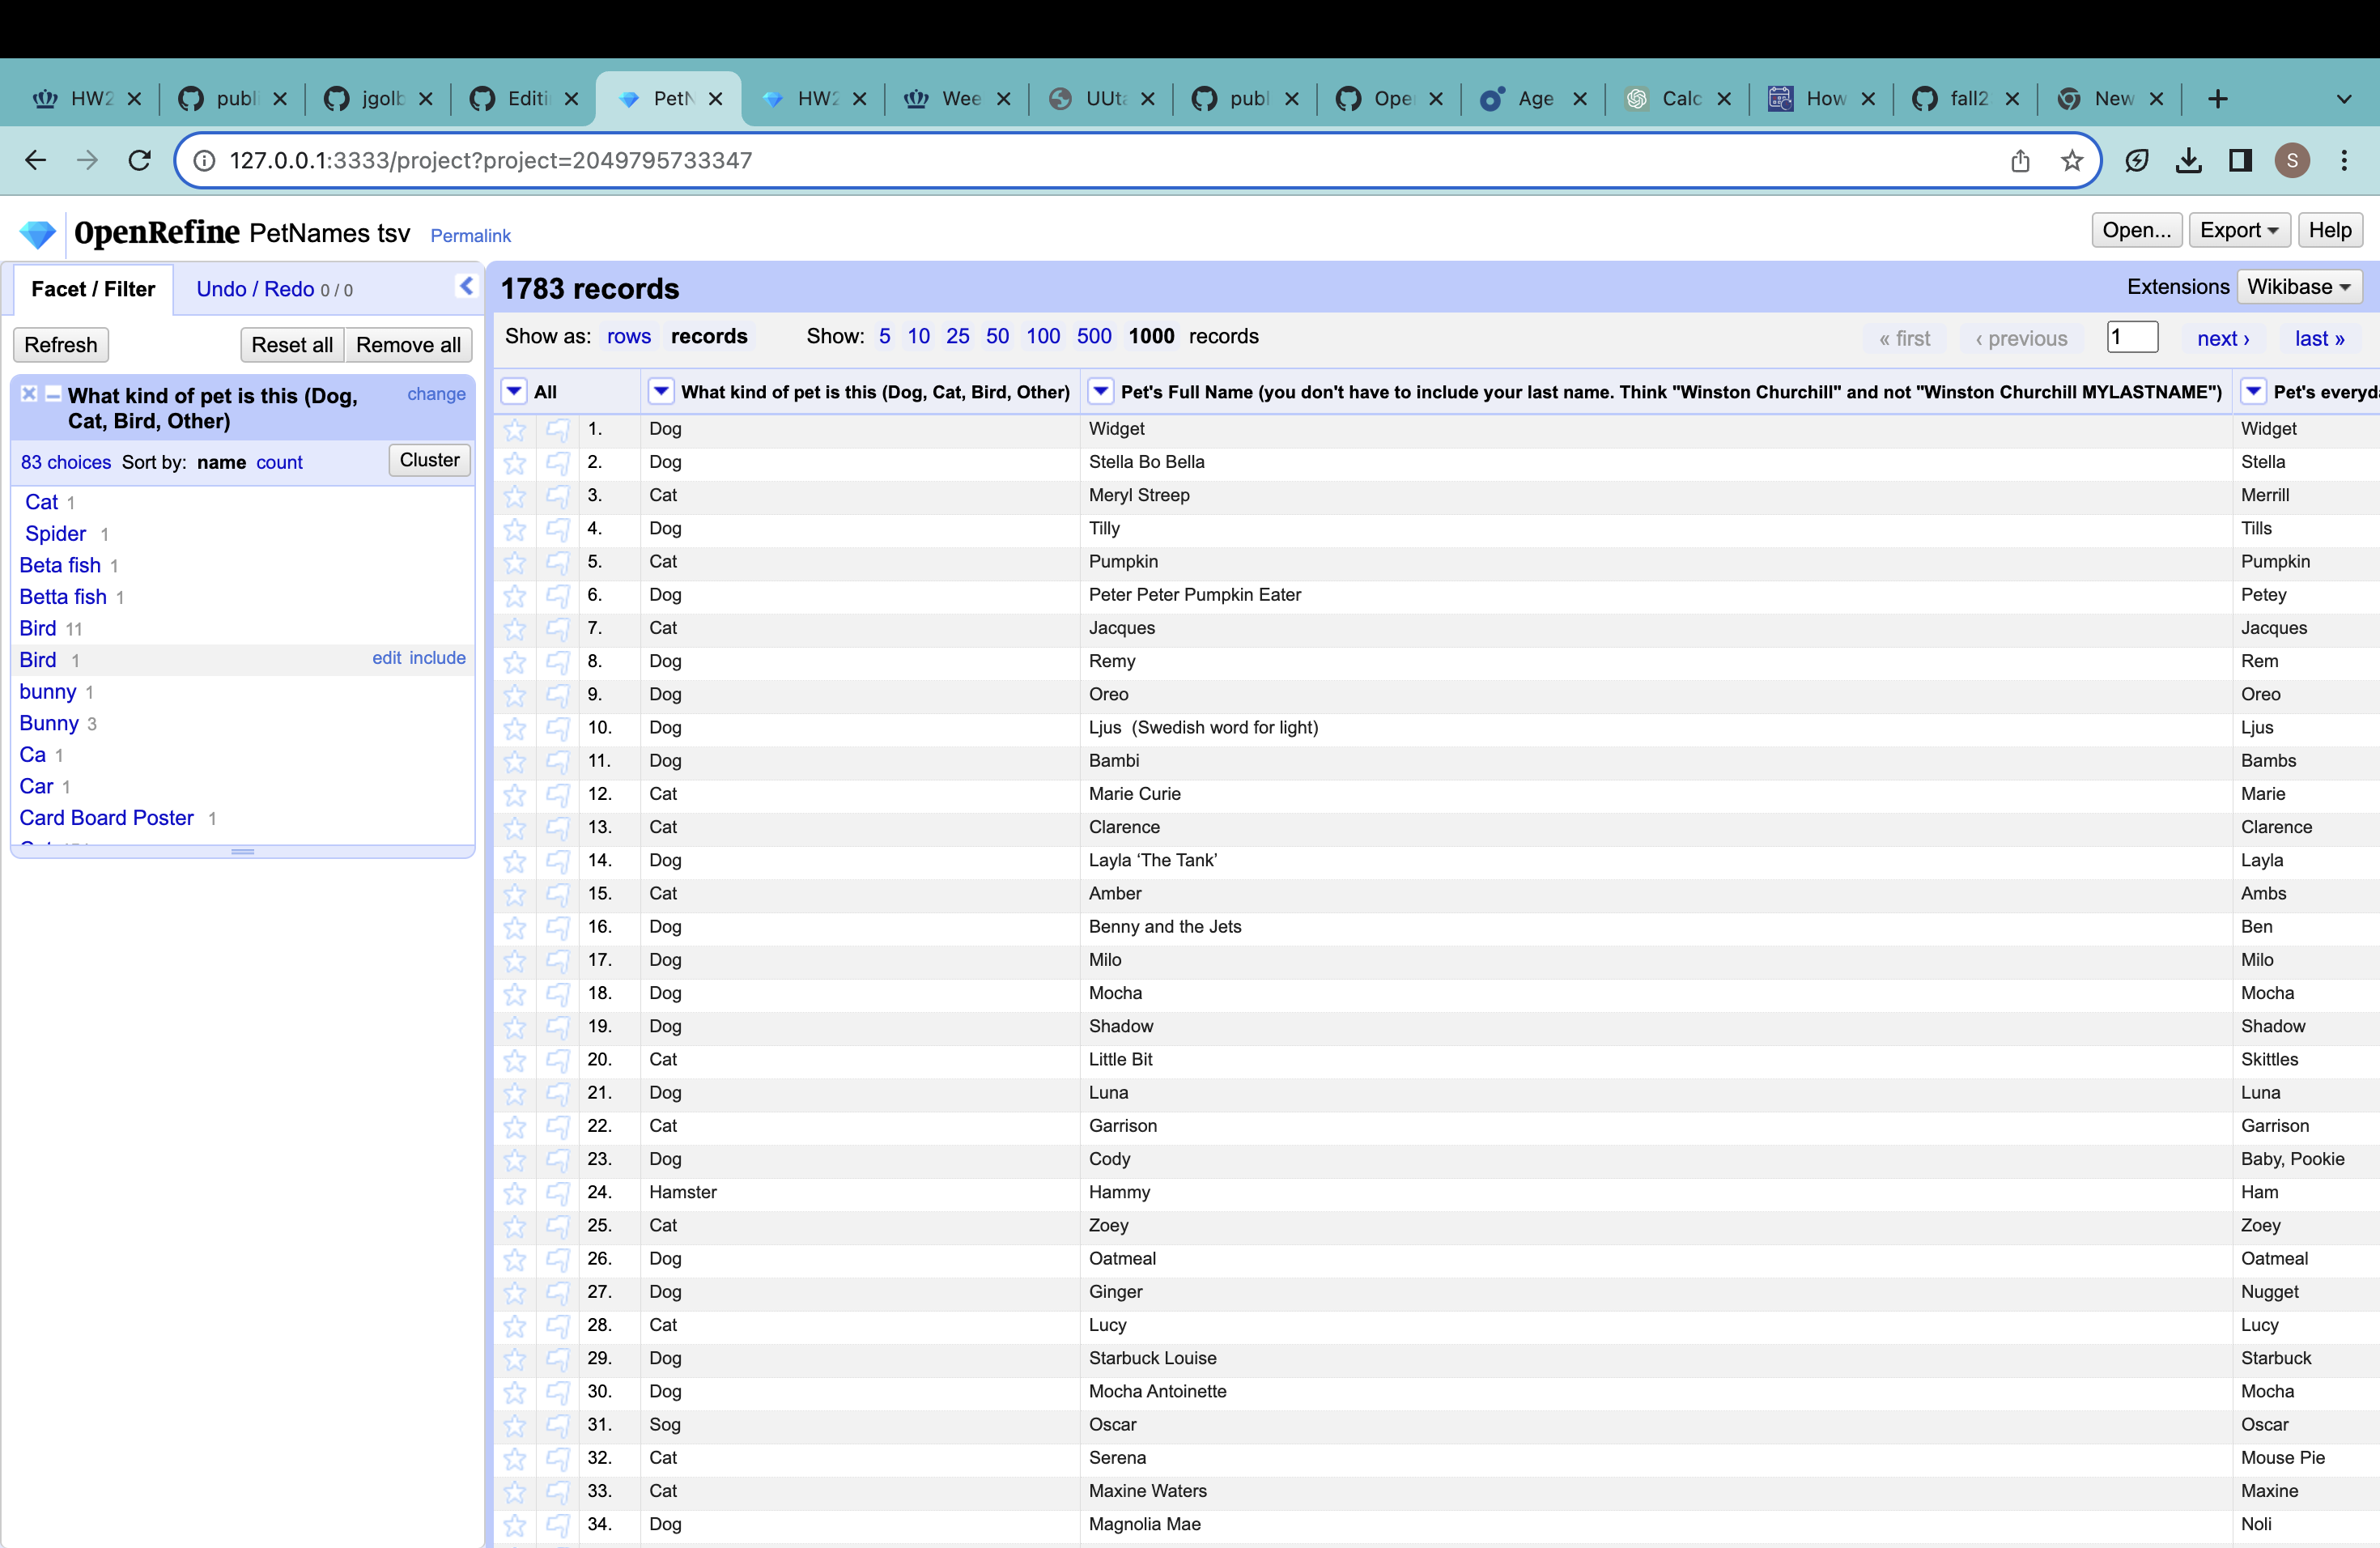 HW2 publi jgolb Editi PetN HW2 Wee UUta publ Ope Age Calc How fall2 New
127.0.0.1:3333/project?project=2049795733347 S
OpenRefine PetNames tsv Permalink Open... Export Help
Facet / Filter Undo / Redo 0 / 0 1783 records Extensions Wikibase
Refresh Reset all Remove all Show as: rows records Show: 5 10 25 50 100 500 1000 records « first ‹ previous 1 next › last »
What kind of pet is this (Dog, Cat, Bird, Other) change
83 choices Sort by: name count Cluster
Cat 1
Spider 1
Beta fish 1
Betta fish 1
Bird 11
Bird 1 edit include
bunny 1
Bunny 3
Ca 1
Car 1
Card Board Poster 1
All What kind of pet is this (Dog, Cat, Bird, Other) Pet's Full Name (you don't have to include your last name. Think "Winston Churchill" and not "Winston Churchill MYLASTNAME") Pet's everyd
1. Dog Widget Widget
2. Dog Stella Bo Bella Stella
3. Cat Meryl Streep Merrill
4. Dog Tilly Tills
5. Cat Pumpkin Pumpkin
6. Dog Peter Peter Pumpkin Eater Petey
7. Cat Jacques Jacques
8. Dog Remy Rem
9. Dog Oreo Oreo
10. Dog Ljus (Swedish word for light) Ljus
11. Dog Bambi Bambs
12. Cat Marie Curie Marie
13. Cat Clarence Clarence
14. Dog Layla ‘The Tank’ Layla
15. Cat Amber Ambs
16. Dog Benny and the Jets Ben
17. Dog Milo Milo
18. Dog Mocha Mocha
19. Dog Shadow Shadow
20. Cat Little Bit Skittles
21. Dog Luna Luna
22. Cat Garrison Garrison
23. Dog Cody Baby, Pookie
24. Hamster Hammy Ham
25. Cat Zoey Zoey
26. Dog Oatmeal Oatmeal
27. Dog Ginger Nugget
28. Cat Lucy Lucy
29. Dog Starbuck Louise Starbuck
30. Dog Mocha Antoinette Mocha
31. Sog Oscar Oscar
32. Cat Serena Mouse Pie
33. Cat Maxine Waters Maxine
34. Dog Magnolia Mae Noli